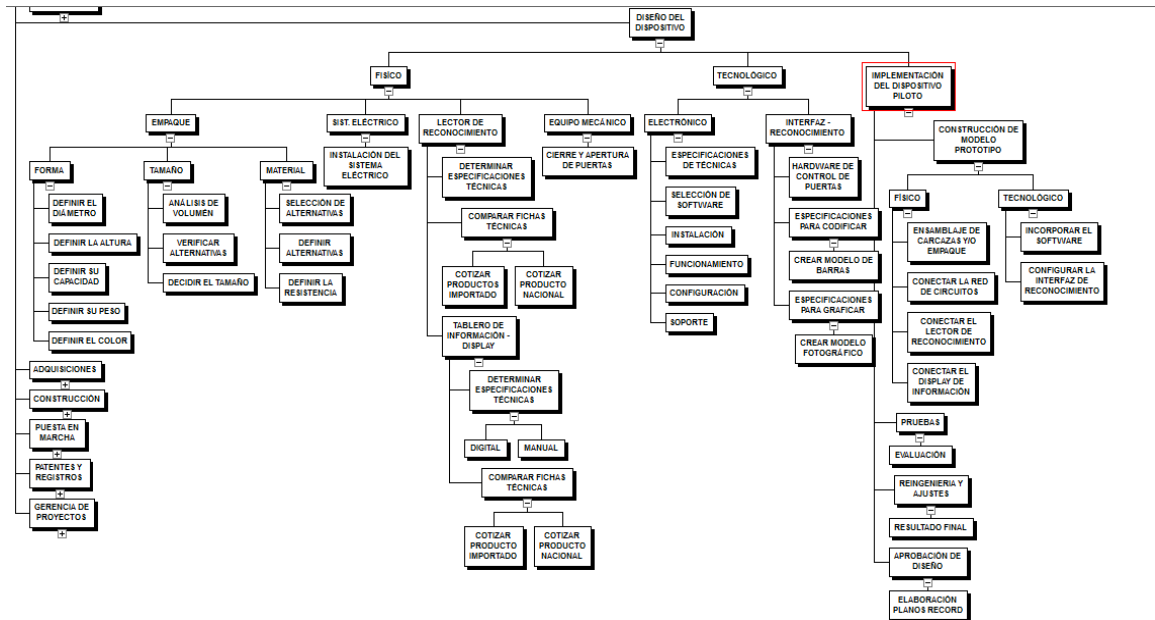 DISEÑO DEL
DISPOSITIVO
FISÍCO
TECNOLÓGICO
IMPLEMENTACIÓN
DEL DISPOSITIVO
PILOTO
EMPAQUE
SIST. ELÉCTRICO
LECTOR DE
RECONOCIMIENTO
EQUIPO MECÁNICO
ELECTRÓNICO
INTERFAZ -
RECONOCIMIENTO
CONSTRUCCIÓN DE
MODELO
PROTOTIPO
FORMA
TAMAÑO
MATERIAL
INSTALACIÓN DEL
SISTEMA
ELÉCTRICO
DETERMINAR
ESPECIFICACIONES
TÉCNICAS
CIERRE Y APERTURA
DE PUERTAS
ESPECIFICACIONES
DE TÉCNICAS
HARDWARE DE
CONTROL DE
PUERTAS
FÍSICO
TECNOLÓGICO
DEFINIR EL
DIÁMETRO
ANÁLISIS DE
VOLUMÉN
SELECCIÓN DE
ALTERNATIVAS
COMPARAR FICHAS
TÉCNICAS
SELECCIÓN DE
SOFTWARE
ESPECIFICACIONES
PARA CODIFICAR
ENSAMBLAJE DE
CARCAZAS Y/O
EMPAQUE
INCORPORAR EL
SOFTWARE
DEFINIR LA ALTURA
VERIFICAR
ALTERNATIVAS
DEFINIR
ALTERNATIVAS
INSTALACIÓN
CREAR MODELO DE
BARRAS
CONECTAR LA RED
DE CIRCUITOS
CONFIGURAR LA
INTERFAZ DE
RECONOCIMIENTO
DEFINIR SU
CAPACIDAD
DECIDIR EL TAMAÑO
DEFINIR LA
RESISTENCIA
COTIZAR
PRODUCTOS
IMPORTADO
COTIZAR
PRODUCTO
NACIONAL
FUNCIONAMIENTO
CONFIGURACIÓN
ESPECIFICACIONES
PARA GRAFICAR
DEFINIR SU PESO
TABLERO DE
INFORMACIÓN -
DISPLAY
SOPORTE
CREAR MODELO
FOTOGRÁFICO
CONECTAR EL
LECTOR DE
RECONOCIMIENTO
DEFINIR EL COLOR
CONECTAR EL
DISPLAY DE
INFORMACIÓN
ADQUISICIONES
DETERMINAR
ESPECIFICACIONES
TÉCNICAS
CONSTRUCCIÓN
PUESTA EN
MARCHA
DIGITAL
MANUAL
PRUEBAS
EVALUACIÓN
PATENTES Y
REGISTROS
COMPARAR FICHAS
TÉCNICAS
REINGENIERIA Y
AJUSTES
GERENCIA DE
PROYECTOS
COTIZAR
PRODUCTO
IMPORTADO
COTIZAR
PRODUCTO
NACIONAL
RESULTADO FINAL
APROBACIÓN DE
DISEÑO
ELABORACIÓN
PLANOS RECORD